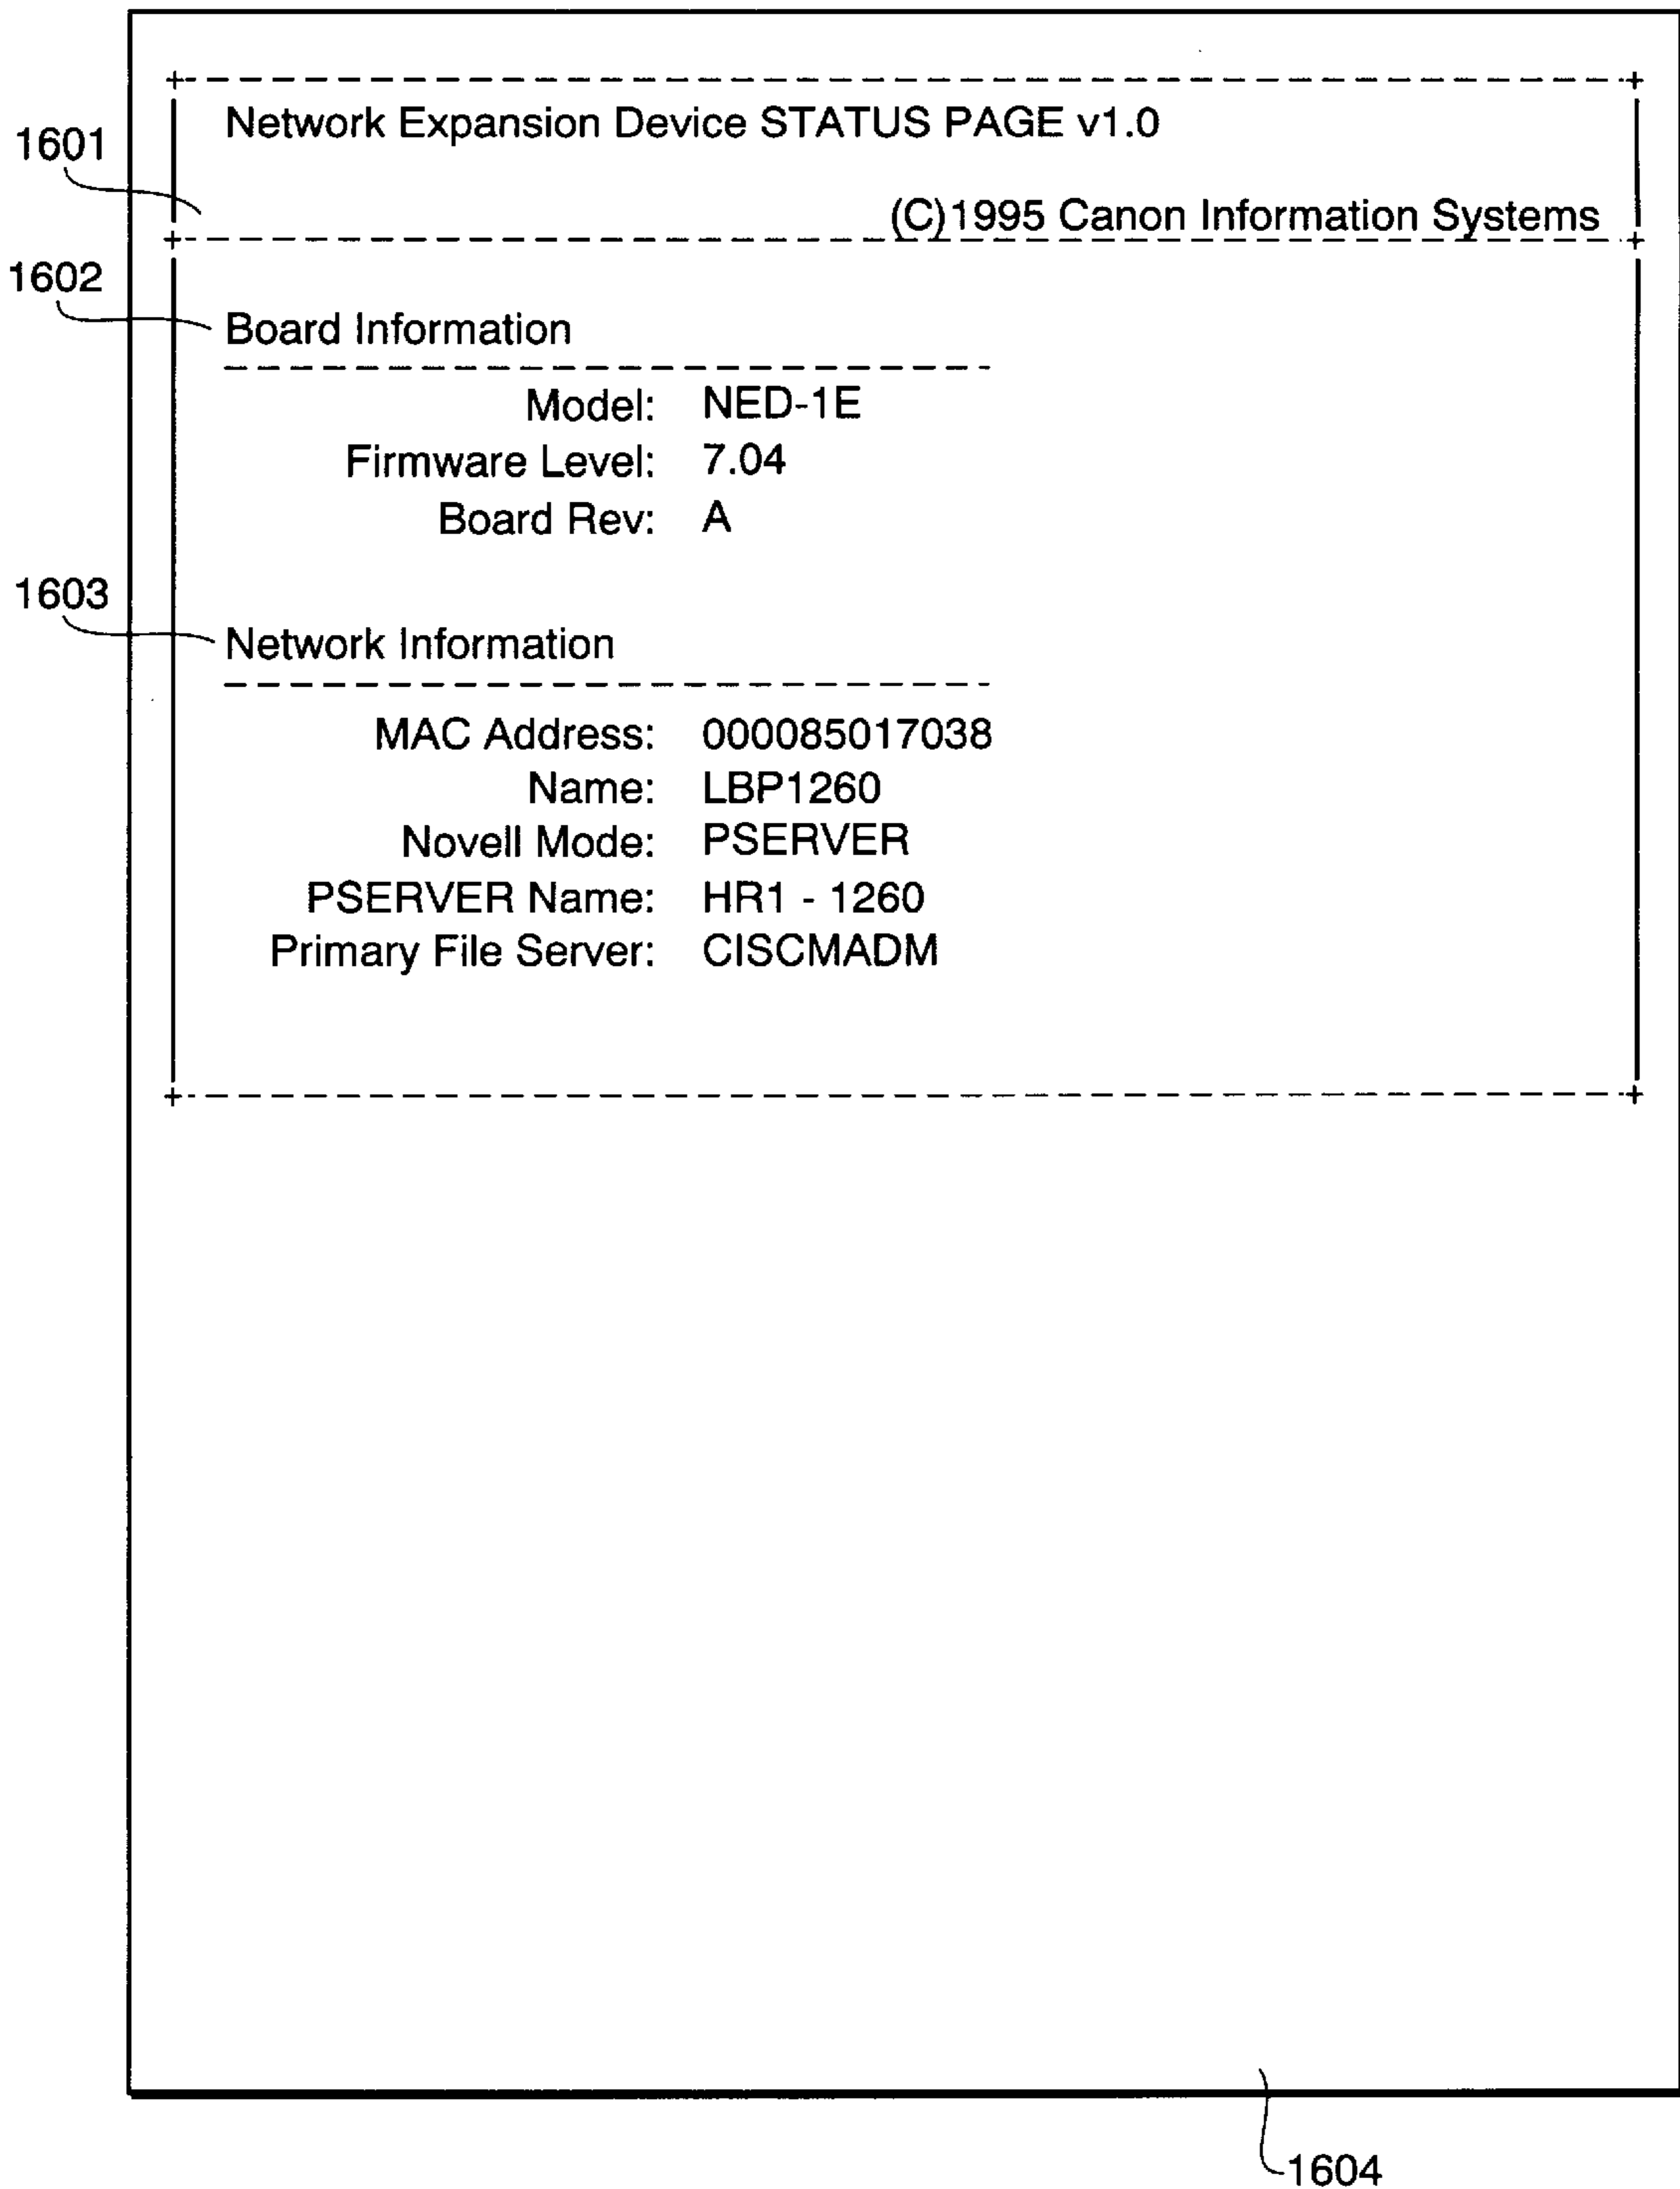 Network Expansion Device STATUS PAGE v1.0
1601
(C)1995 Canon Information Systems
1602
Board Information
Model: NED-1E
Firmware Level: 7.04
Board Rev: A
1603
Network Information
MAC Address: 000085017038
Name: LBP1260
Novell Mode: PSERVER
PSERVER Name: HR1 - 1260
Primary File Server: CISCMADM
1604